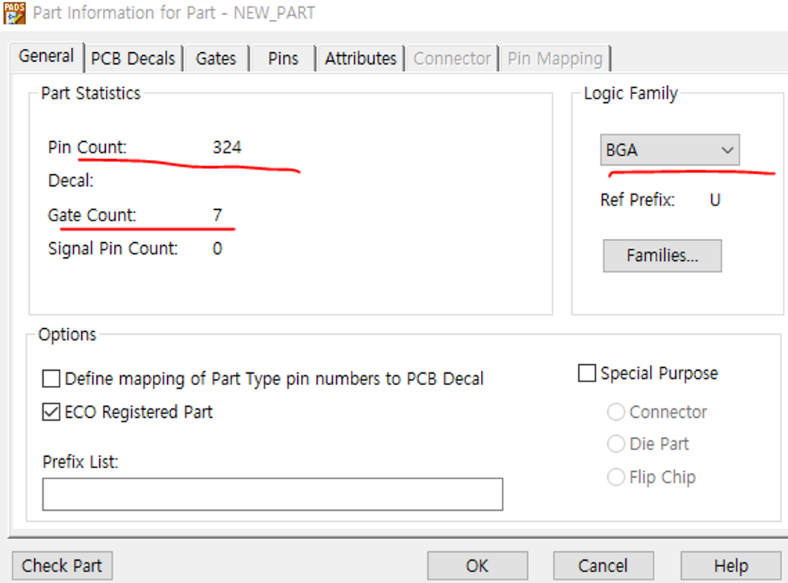 PADS
Part Information for Part - NEW_PART
General PCB Decals Gates Pins Attributes Connector Pin Mapping
Part Statistics
Pin Count: 324
Decal:
Gate Count: 7
Signal Pin Count: 0
Logic Family
BGA
Ref Prefix: U
Families...
Options
Define mapping of Part Type pin numbers to PCB Decal
ECO Registered Part
Prefix List:
Special Purpose
Connector
Die Part
Flip Chip
Check Part OK Cancel Help